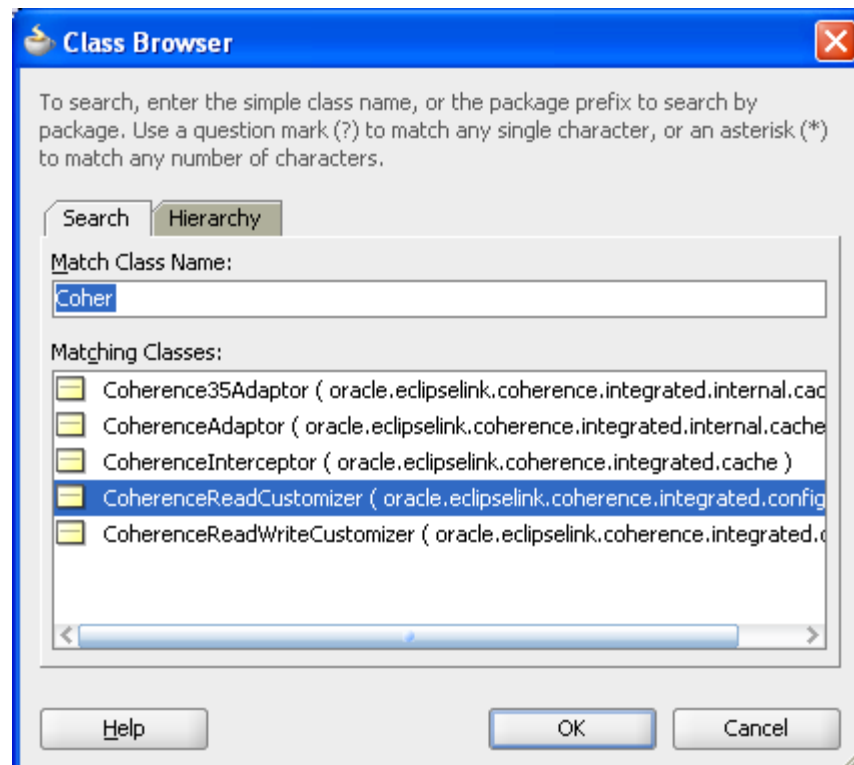 Class Browser
To search, enter the simple class name, or the package prefix to search by
package. Use a question mark (?) to match any single character, or an asterisk (*)
to match any number of characters.
Search Hierarchy
Match Class Name:
Coher
Matching Classes:
Coherence35Adaptor ( oracle.eclipselink.coherence.integrated.internal.cac
CoherenceAdaptor ( oracle.eclipselink.coherence.integrated.internal.cache
CoherenceInterceptor ( oracle.eclipselink.coherence.integrated.cache )
CoherenceReadCustomizer ( oracle.eclipselink.coherence.integrated.config
CoherenceReadWriteCustomizer ( oracle.eclipselink.coherence.integrated.c
Help OK Cancel